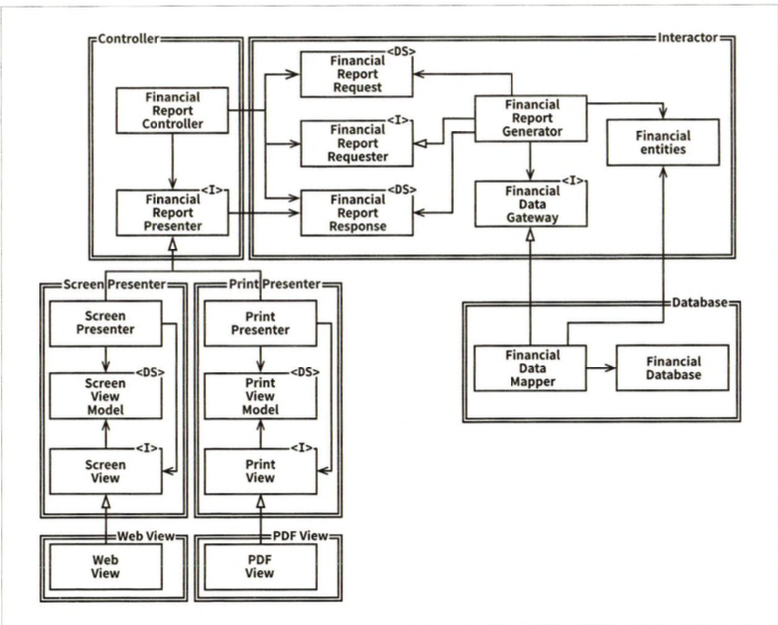 Controller
Interactor
<DS>
Financial
Report
Request
Financial
Report
Controller
Financial
Report
Generator
<I>
Financial
Report
Requester
Financial
entities
<I>
Financial
Report
Presenter
<DS>
Financial
Report
Response
<I>
Financial
Data
Gateway
Screen Presenter
Print Presenter
Database
Screen
Presenter
Print
Presenter
Financial
Data
Mapper
Financial
Database
<DS>
Screen
View
Model
<DS>
Print
View
Model
<I>
Screen
View
<I>
Print
View
Web View
PDF View
Web
View
PDF
View